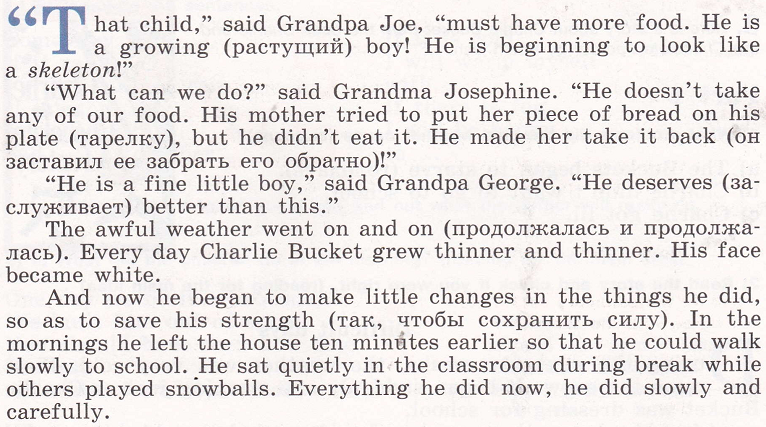 “That child,” said Grandpa Joe, “must have more food. He is
a growing (растущий) boy! He is beginning to look like
a skeleton!”
“What can we do?” said Grandma Josephine. “He doesn’t take
any of our food. His mother tried to put her piece of bread on his
plate (тарелку), but he didn’t eat it. He made her take it back (он
заставил ее забрать его обратно)!”
“He is a fine little boy,” said Grandpa George. “He deserves (за-
служивает) better than this.”
The awful weather went on and on (продолжалась и продолжа-
лась). Every day Charlie Bucket grew thinner and thinner. His face
became white.
And now he began to make little changes in the things he did,
so as to save his strength (так, чтобы сохранить силу). In the
mornings he left the house ten minutes earlier so that he could walk
slowly to school. He sat quietly in the classroom during break while
others played snowballs. Everything he did now, he did slowly and
carefully.